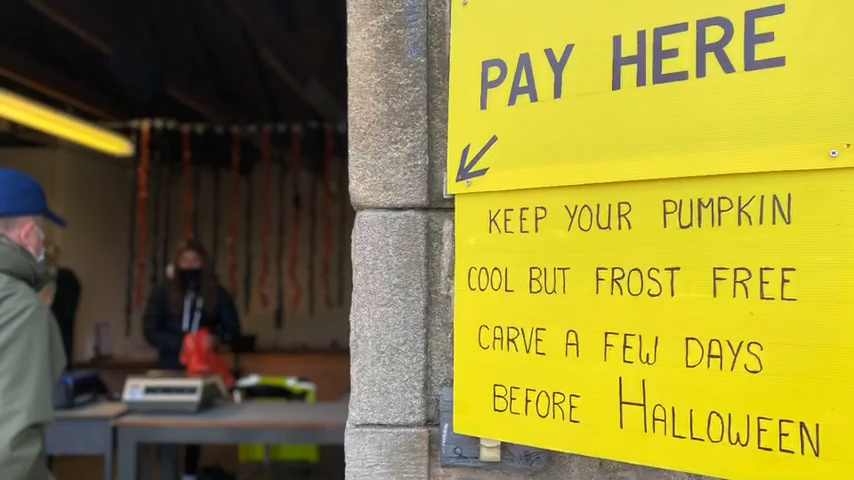 PAY HERE
KEEP YOUR PUMPKIN
COOL BUT FROST FREE
CARVE A FEW DAYS
BEFORE HALLOWEEN